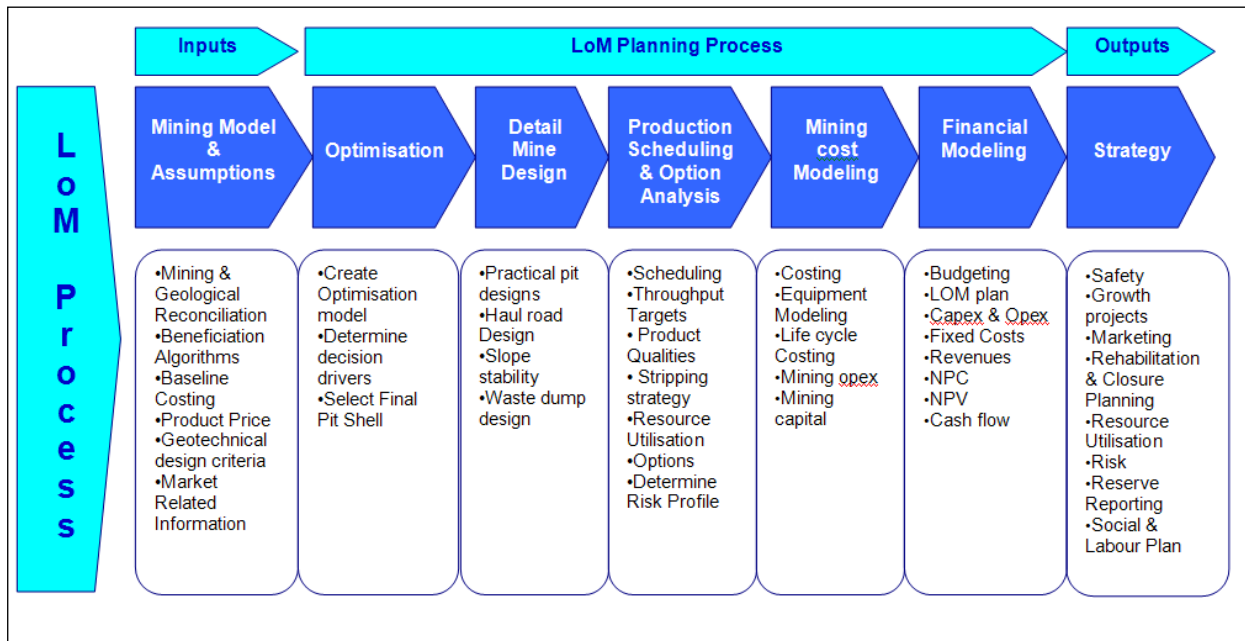 Inputs
LoM Planning Process
Outputs
LoM Process
Mining Model
&
Assumptions
Optimisation
Detail
Mine
Design
Production
Scheduling
& Option
Analysis
Mining
cost
Modeling
Financial
Modeling
Strategy
•Mining &
Geological
Reconciliation
•Beneficiation
Algorithms
•Baseline
Costing
•Product Price
•Geotechnical
design criteria
•Market
Related
Information
•Create
Optimisation
model
•Determine
decision
drivers
•Select Final
Pit Shell
•Practical pit
designs
•Haul road
Design
•Slope
stability
•Waste dump
design
•Scheduling
•Throughput
Targets
• Product
Qualities
• Stripping
strategy
•Resource
Utilisation
•Options
•Determine
Risk Profile
•Costing
•Equipment
Modeling
•Life cycle
Costing
•Mining opex
•Mining
capital
•Budgeting
•LOM plan
•Capex & Opex
Fixed Costs
•Revenues
•NPC
•NPV
•Cash flow
•Safety
•Growth
projects
•Marketing
•Rehabilitation
& Closure
Planning
•Resource
Utilisation
•Risk
•Reserve
Reporting
•Social &
Labour Plan